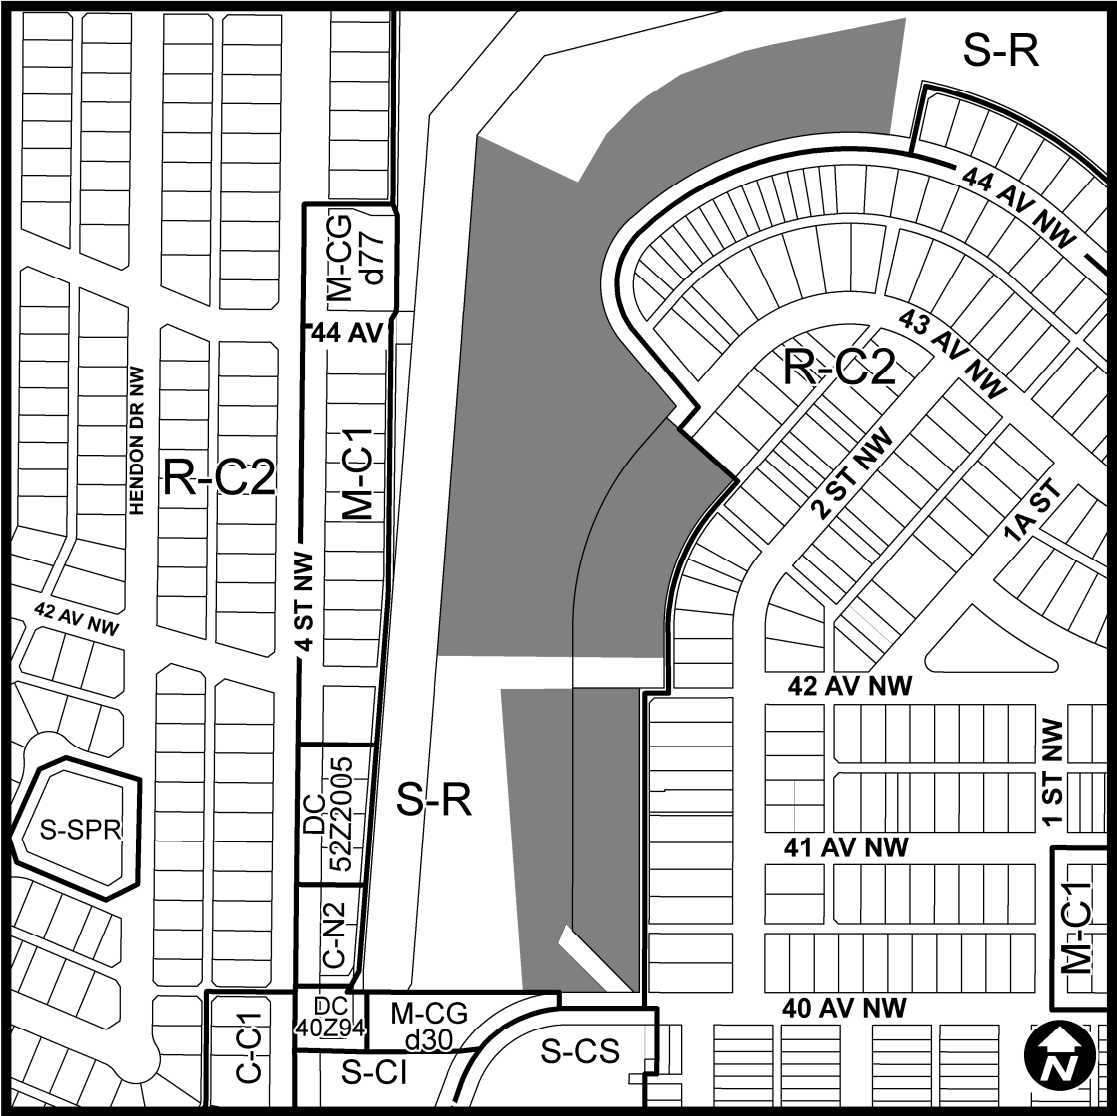 S-R
44 AV NW
M-CG
d77
44 AV
43 AV NW
R-C2
HENDON DR NW
R-C2
M-C1
2 ST NW
1A ST
4 ST NW
42 AV NW
42 AV NW
1 ST NW
S-R
DC
52Z2005
S-SPR
41 AV NW
C-N2
M-C1
DC
40Z94
M-CG
d30
40 AV NW
C-C1
S-CI
S-CS
N